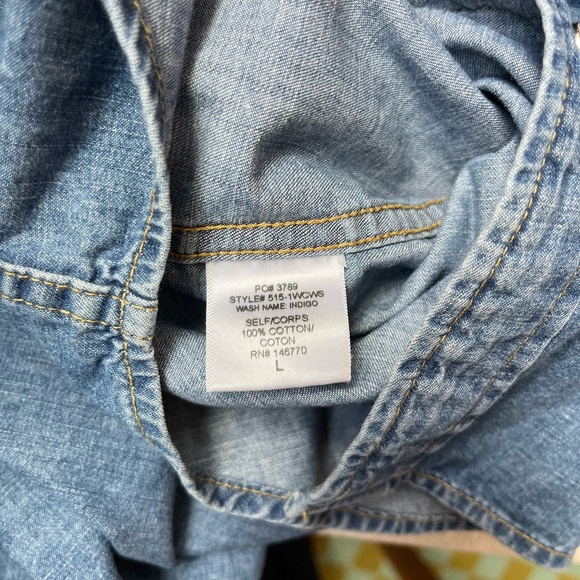 PO# 3789
STYLE# 515-1WCWS
WASH NAME: INDIGO
SELF/CORPS
100% COTTON/
COTON
RN# 146770
L